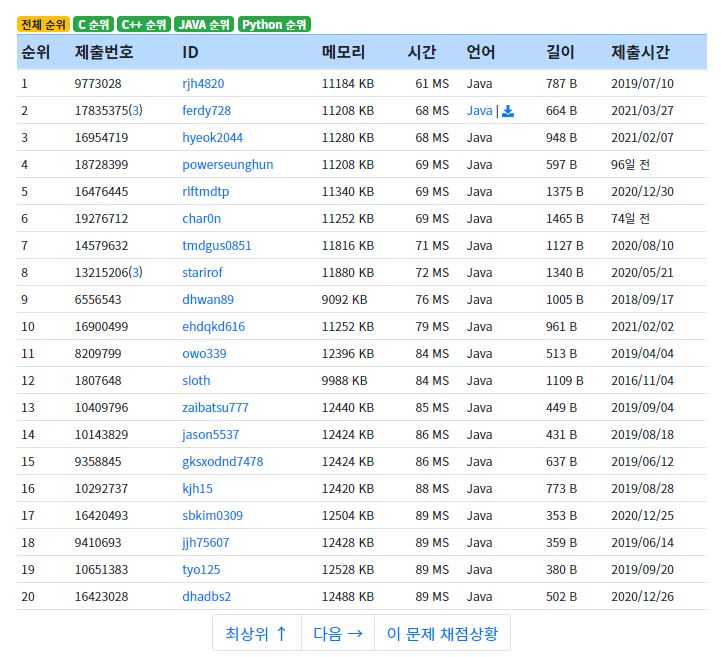 전체 순위 C 순위 C++ 순위 JAVA 순위 Python 순위
순위 제출번호 ID 메모리 시간 언어 길이 제출시간
1 9773028 rjh4820 11184 KB 61 MS Java 787 B 2019/07/10
2 17835375(3) ferdy728 11208 KB 68 MS Java | 664 B 2021/03/27
3 16954719 hyeok2044 11280 KB 68 MS Java 948 B 2021/02/07
4 18728399 powerseunghun 11208 KB 69 MS Java 597 B 96일 전
5 16476445 rlftmdtp 11340 KB 69 MS Java 1375 B 2020/12/30
6 19276712 char0n 11252 KB 69 MS Java 1465 B 74일 전
7 14579632 tmdgus0851 11816 KB 71 MS Java 1127 B 2020/08/10
8 13215206(3) starirof 11880 KB 72 MS Java 1340 B 2020/05/21
9 6556543 dhwan89 9092 KB 76 MS Java 1005 B 2018/09/17
10 16900499 ehdqkd616 11252 KB 79 MS Java 961 B 2021/02/02
11 8209799 owo339 12396 KB 84 MS Java 513 B 2019/04/04
12 1807648 sloth 9988 KB 84 MS Java 1109 B 2016/11/04
13 10409796 zaibatsu777 12440 KB 85 MS Java 449 B 2019/09/04
14 10143829 jason5537 12424 KB 86 MS Java 431 B 2019/08/18
15 9358845 gksxodnd7478 12424 KB 86 MS Java 637 B 2019/06/12
16 10292737 kjh15 12420 KB 88 MS Java 773 B 2019/08/28
17 16420493 sbkim0309 12504 KB 89 MS Java 353 B 2020/12/25
18 9410693 jjh75607 12428 KB 89 MS Java 359 B 2019/06/14
19 10651383 tyo125 12528 KB 89 MS Java 380 B 2019/09/20
20 16423028 dhadbs2 12488 KB 89 MS Java 502 B 2020/12/26
최상위 ↑ 다음 → 이 문제 채점상황